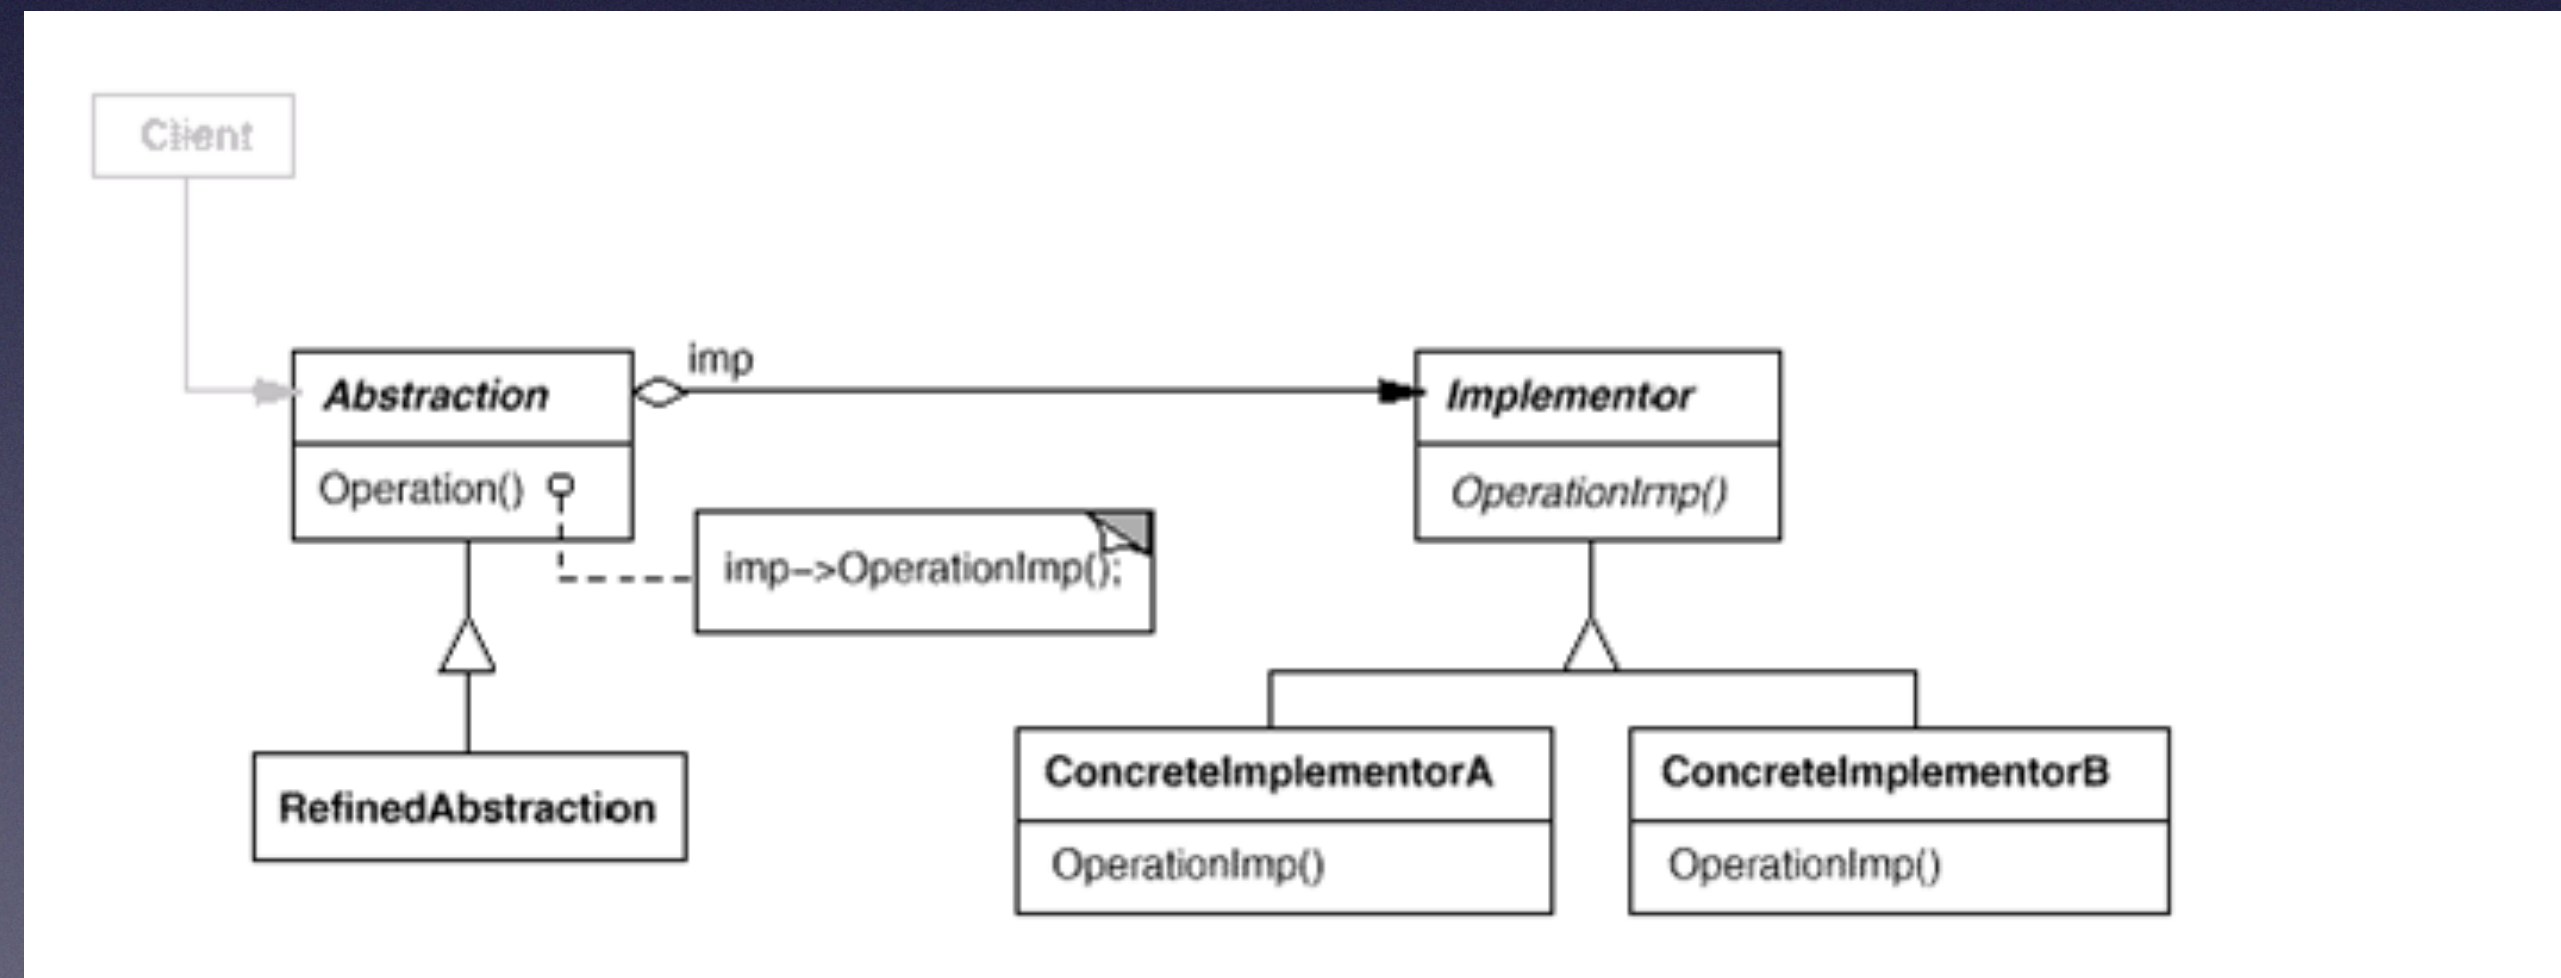 Client
imp
Abstraction
Implementor
Operation()
OperationImp()
imp->OperationImp();
RefinedAbstraction
ConcreteImplementorA
ConcreteImplementorB
OperationImp()
OperationImp()